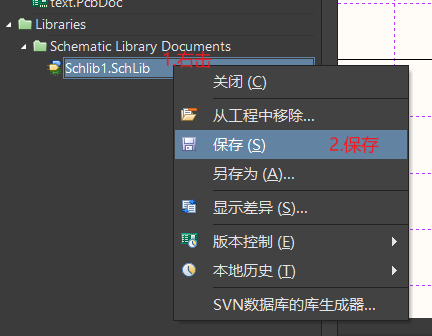 text.PcbDoc
Libraries
Schematic Library Documents
Schlib1.SchLib
1.右击
关闭 (C)
从工程中移除...
保存 (S)
2.保存
另存为 (A)...
显示差异 (S)...
版本控制 (E)
本地历史 (T)
SVN数据库的库生成器...